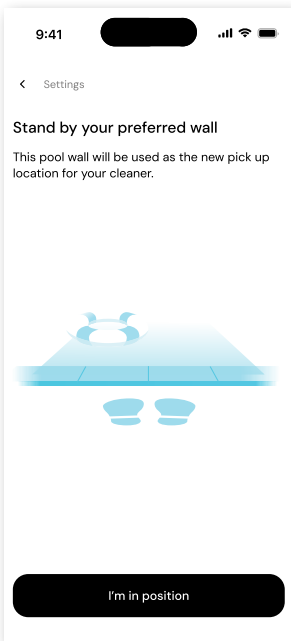 9:41
Settings
Stand by your preferred wall
This pool wall will be used as the new pick up
location for your cleaner.
I'm in position